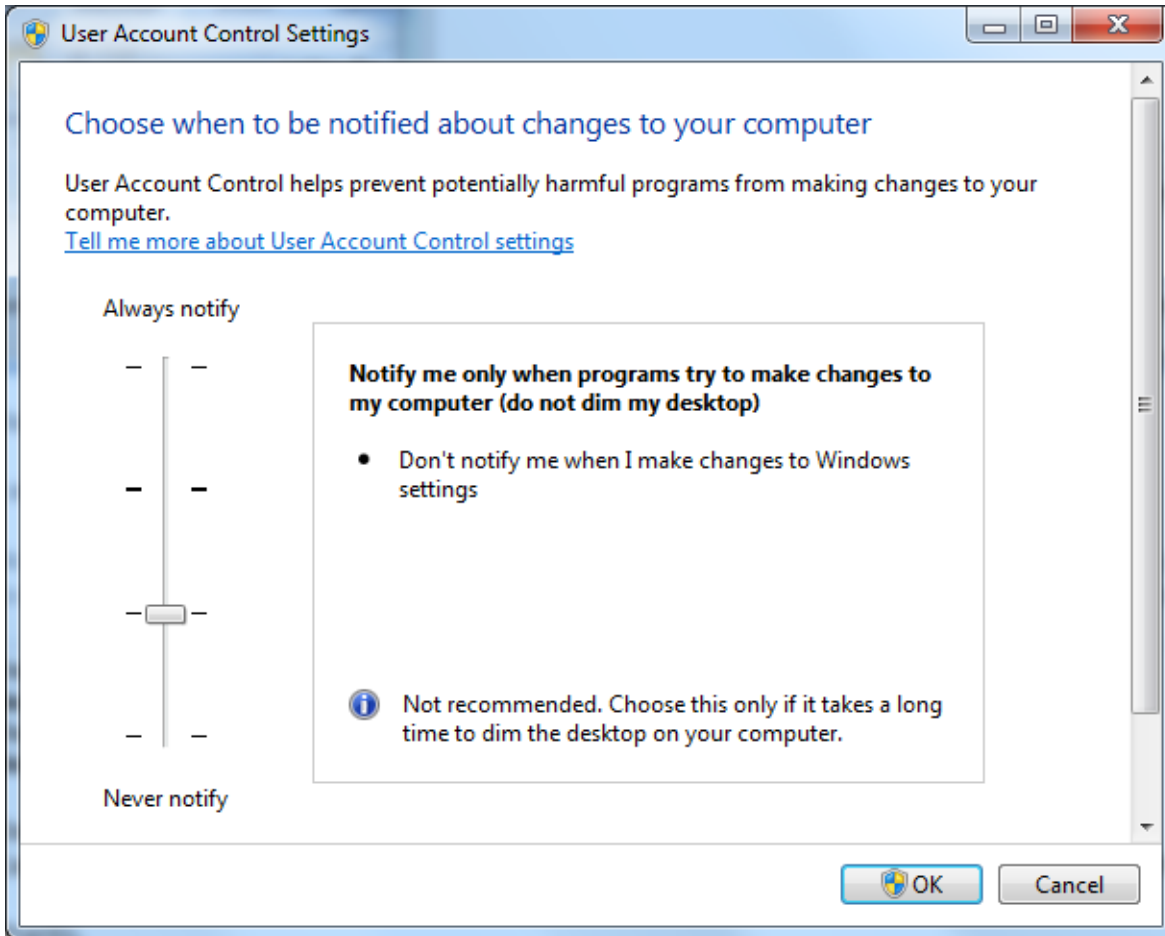 User Account Control Settings
Choose when to be notified about changes to your computer
User Account Control helps prevent potentially harmful programs from making changes to your
computer.
Tell me more about User Account Control settings
Always notify
Notify me only when programs try to make changes to
my computer (do not dim my desktop)
• Don't notify me when I make changes to Windows
settings
Not recommended. Choose this only if it takes a long
time to dim the desktop on your computer.
Never notify
OK
Cancel